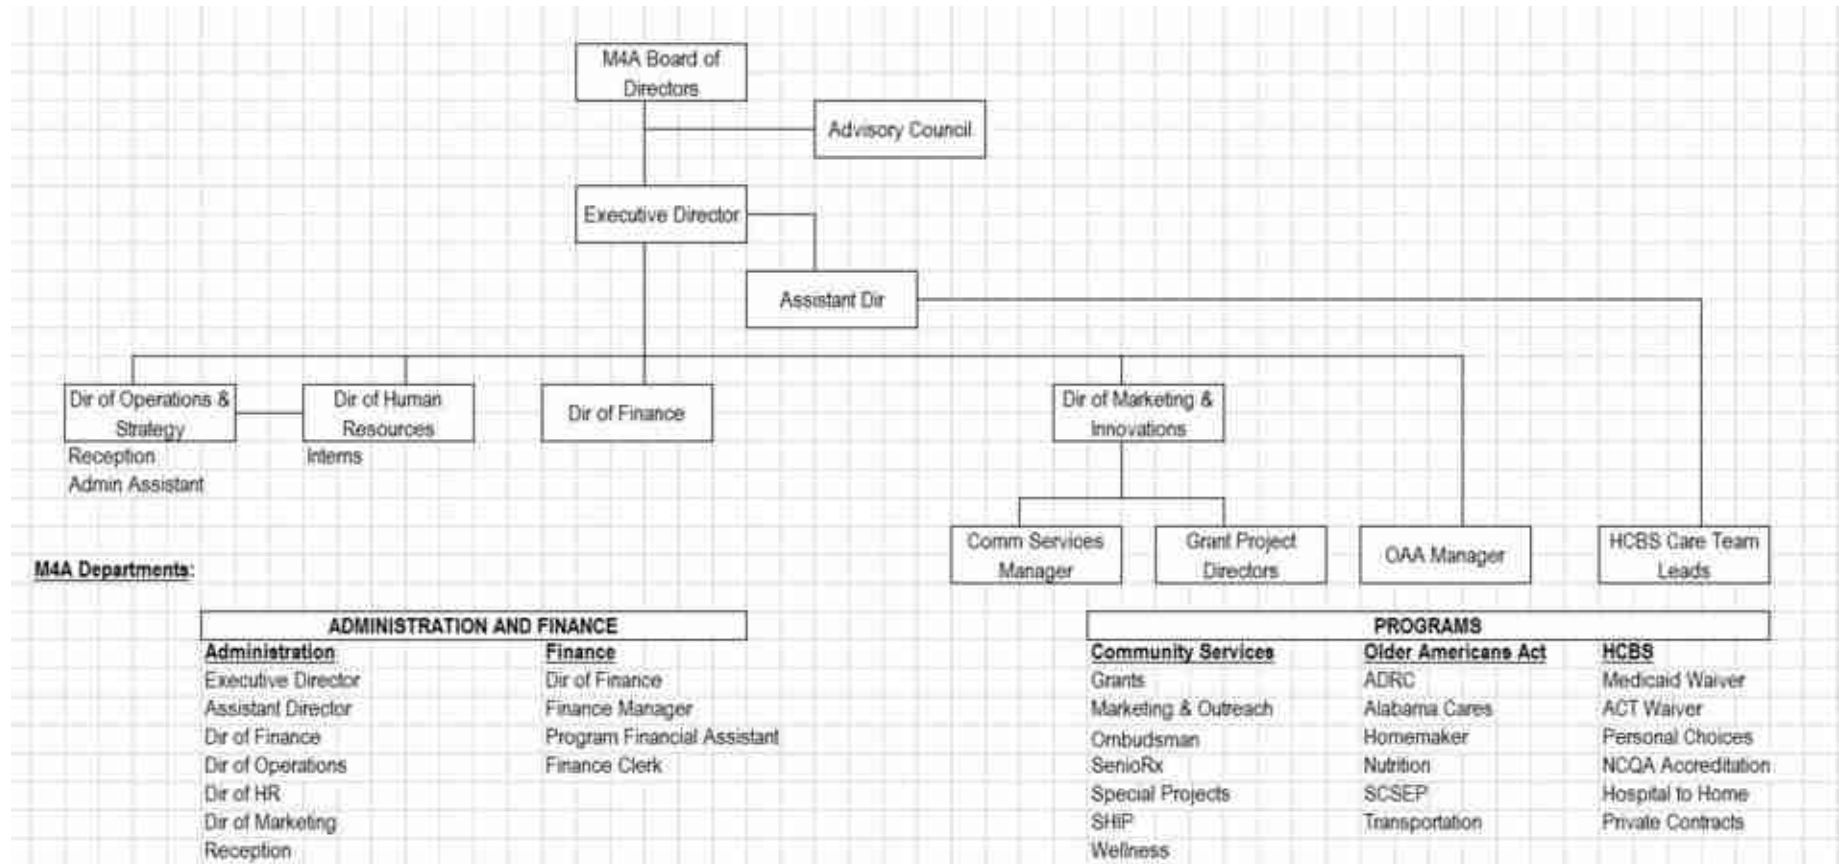 M4A Board of
Directors
Advisory Council
Executive Director
Assistant Dir
Dir of Operations &
Strategy
Reception
Admin Assistant
Dir of Human
Resources
Interns
Dir of Finance
Dir of Marketing &
Innovations
Comm Services
Manager
Grant Project
Directors
OAA Manager
HCBS Care Team
Leads
M4A Departments:
ADMINISTRATION AND FINANCE
Administration
Executive Director
Assistant Director
Dir of Finance
Dir of Operations
Dir of HR
Dir of Marketing
Reception
Finance
Dir of Finance
Finance Manager
Program Financial Assistant
Finance Clerk
PROGRAMS
Community Services
Grants
Marketing & Outreach
Ombudsman
SenioRx
Special Projects
SHIP
Wellness
Older Americans Act
ADRC
Alabama Cares
Homemaker
Nutrition
SCSEP
Transportation
HCBS
Medicaid Waiver
ACT Waiver
Personal Choices
NCQA Accreditation
Hospital to Home
Private Contracts